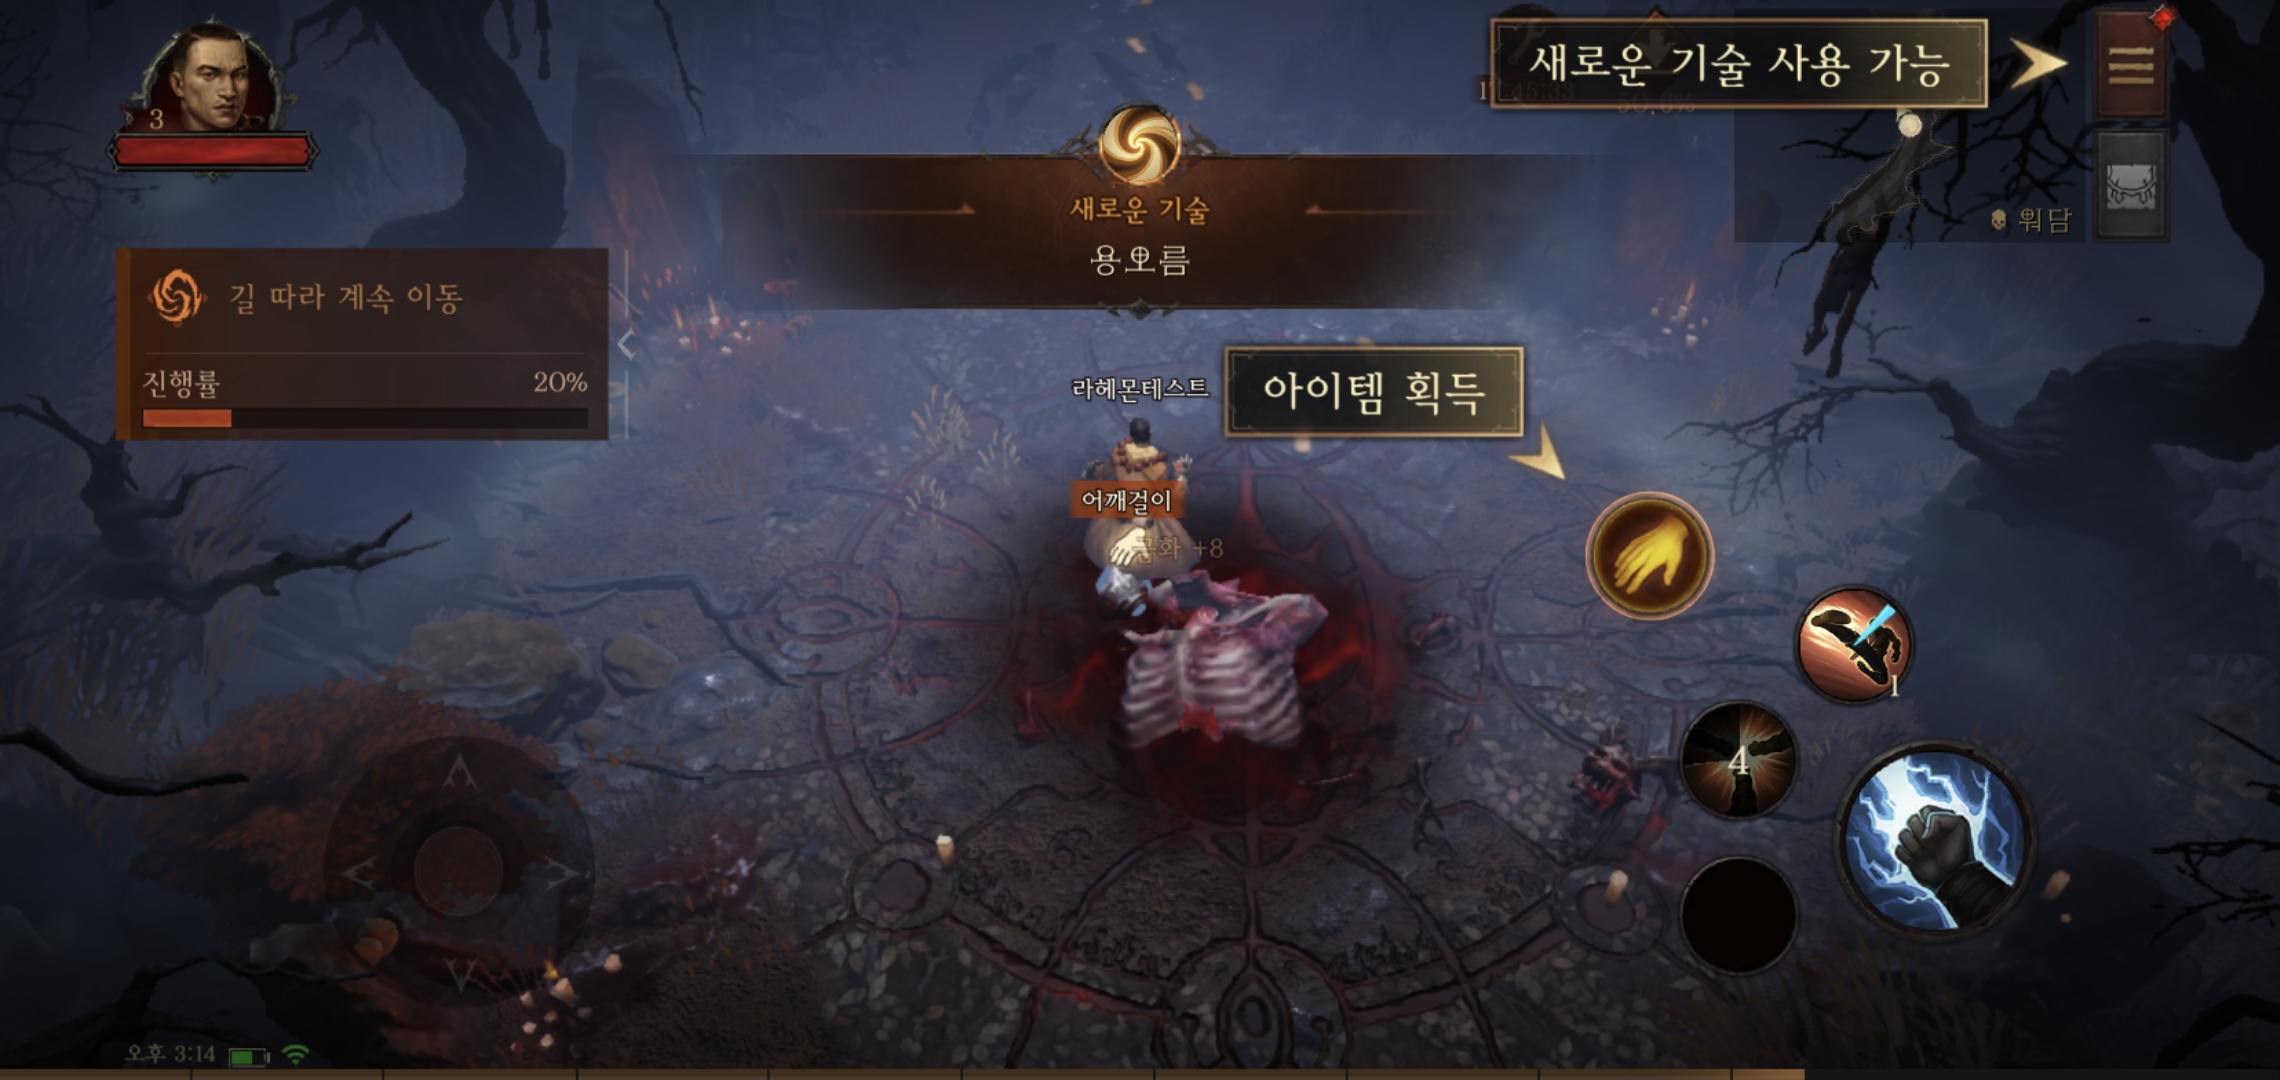 새로운 기술 사용 가능
3
새로운 기술
용오름
워담
길 따라 계속 이동
진행률 20%
라헤몬테스트
아이템 획득
어깨걸이
금화 +8
1
4
오후 3:14